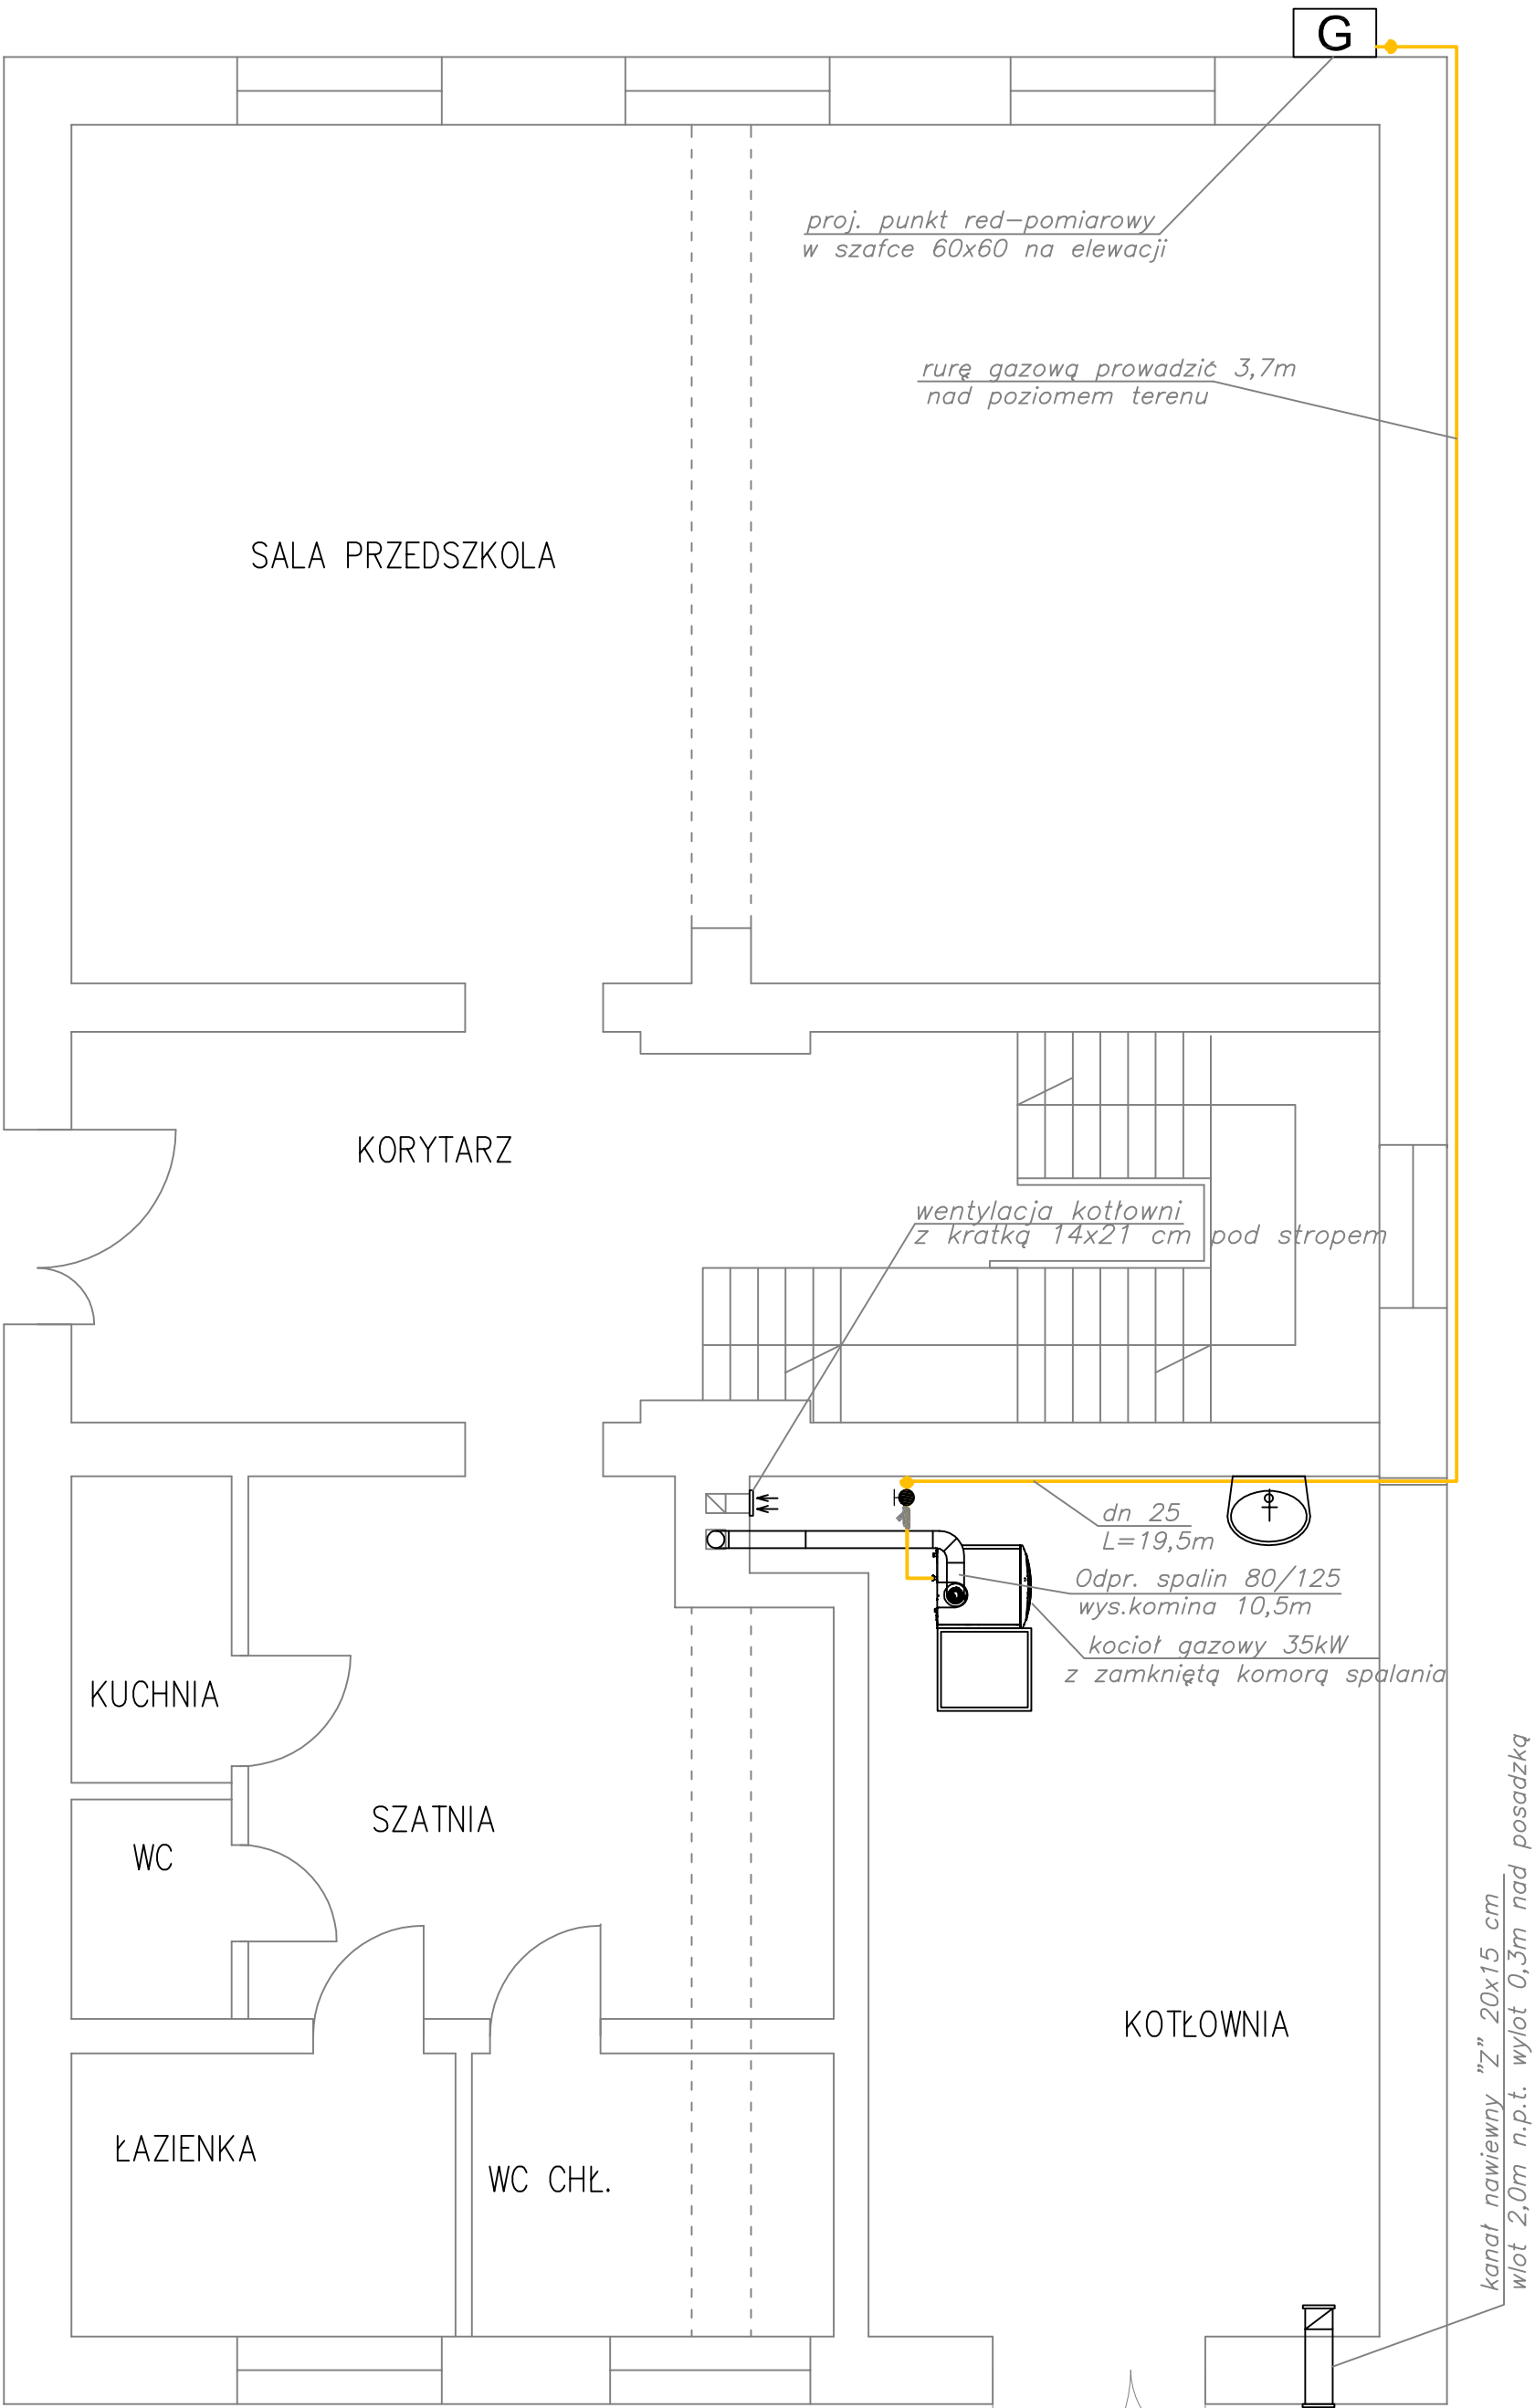 G
proj. punkt red-pomiarowy
w szafce 60x60 na elewacji
rurę gazową prowadzić 3,7m
nad poziomem terenu
SALA PRZEDSZKOLA
KORYTARZ
wentylacja kotłowni
z kratką 14x21 cm pod stropem
dn 25
L=19,5m
Odpr. spalin 80/125
wys.komina 10,5m
kocioł gazowy 35kW
z zamkniętą komorą spalania
KUCHNIA
SZATNIA
WC
KOTŁOWNIA
ŁAZIENKA
WC CHŁ.
kanał nawiewny "Z" 20x15 cm
wlot 2,0m n.p.t. wylot 0,3m nad posadzką